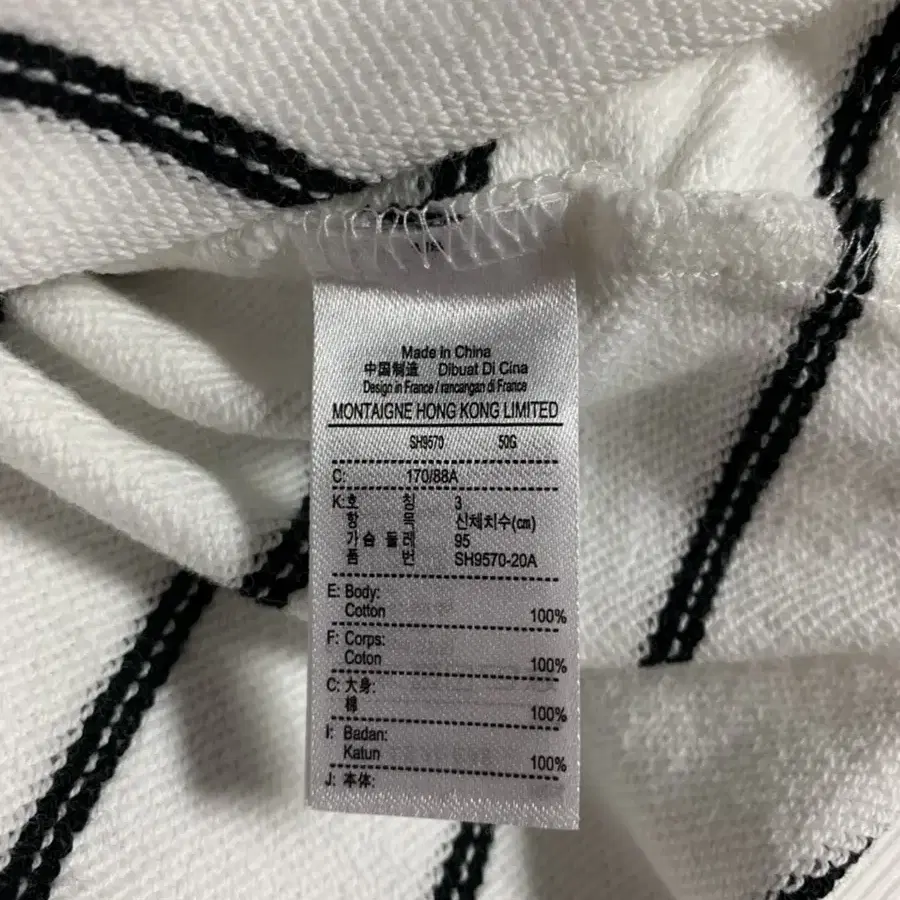 Made in China
中国制造 Dibuat Di Cina
Design in France / rancangan di France
MONTAIGNE HONG KONG LIMITED
SH9570 50G
C: 170/88A
K:호 칭 3
항 목 신체치수(cm)
가슴 둘레 95
품 번 SH9570-20A
E: Body:
Cotton 100%
F: Corps:
Coton 100%
C: 大身:
棉 100%
I: Badan:
Katun 100%
J: 本体: